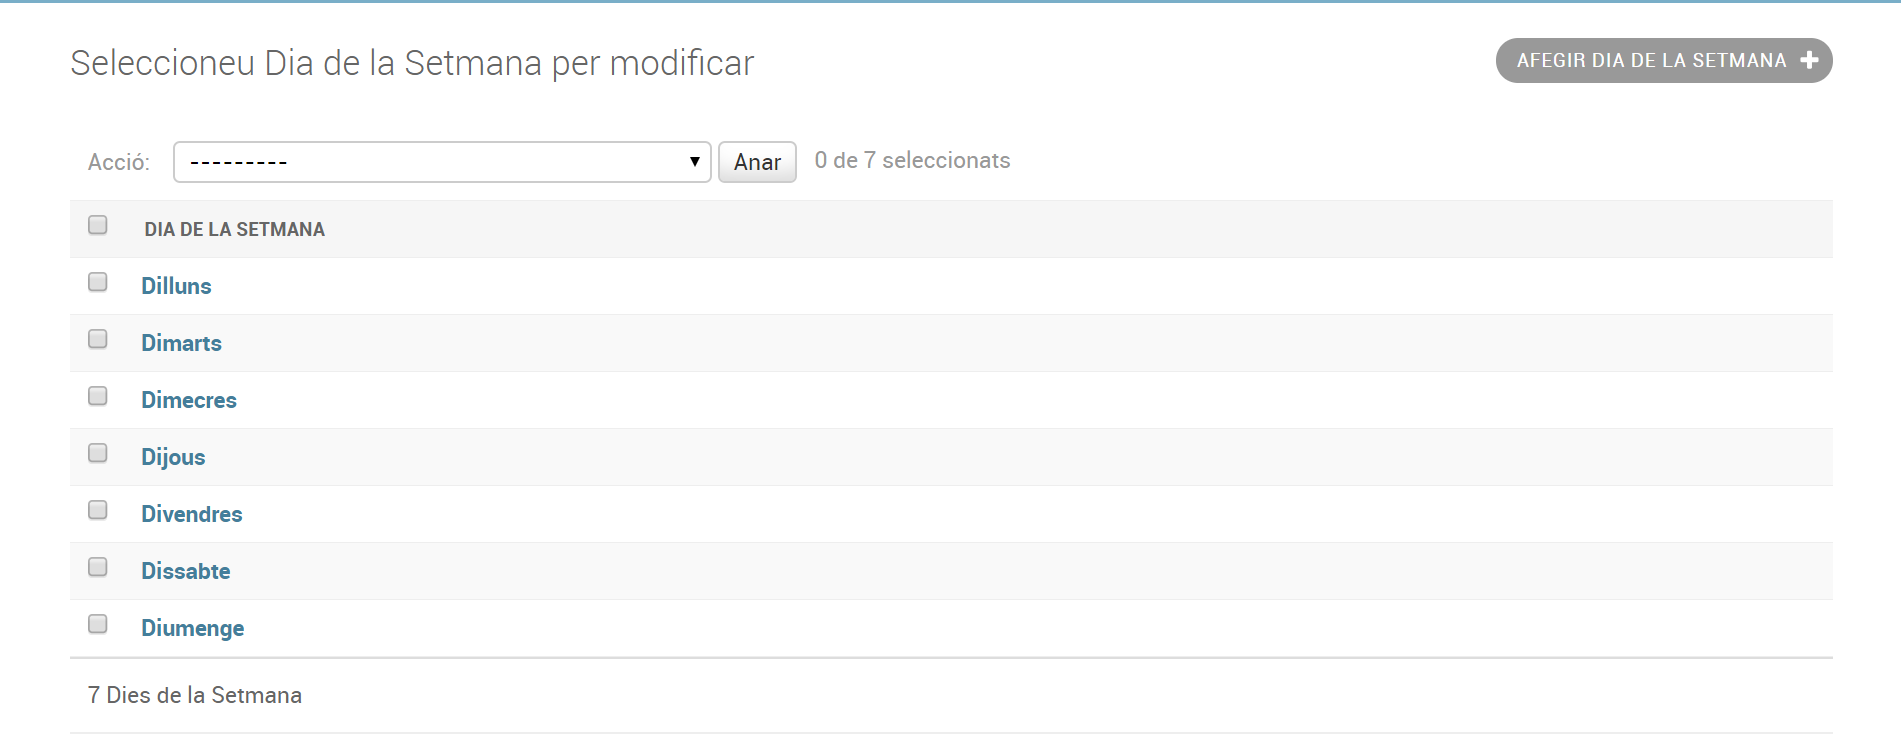 Seleccioneu Dia de la Setmana per modificar
AFEGIR DIA DE LA SETMANA
Acció: --------- Anar 0 de 7 seleccionats
DIA DE LA SETMANA
Dilluns
Dimarts
Dimecres
Dijous
Divendres
Dissabte
Diumenge
7 Dies de la Setmana